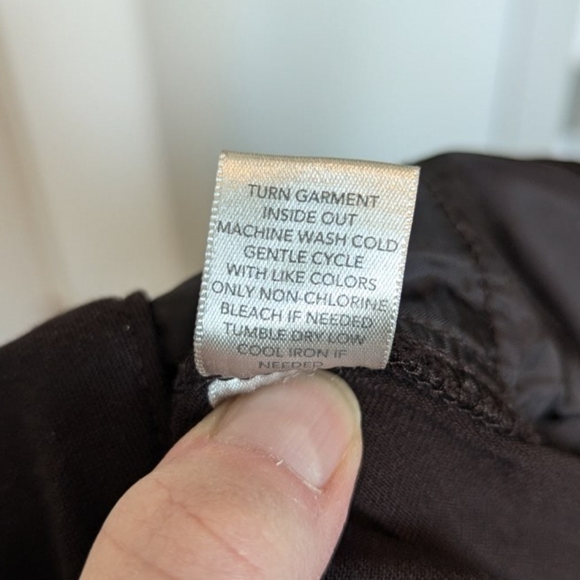 TURN GARMENT
INSIDE OUT
MACHINE WASH COLD
GENTLE CYCLE
WITH LIKE COLORS
ONLY NON-CHLORINE
BLEACH IF NEEDED
TUMBLE DRY LOW
COOL IRON IF
NEEDED